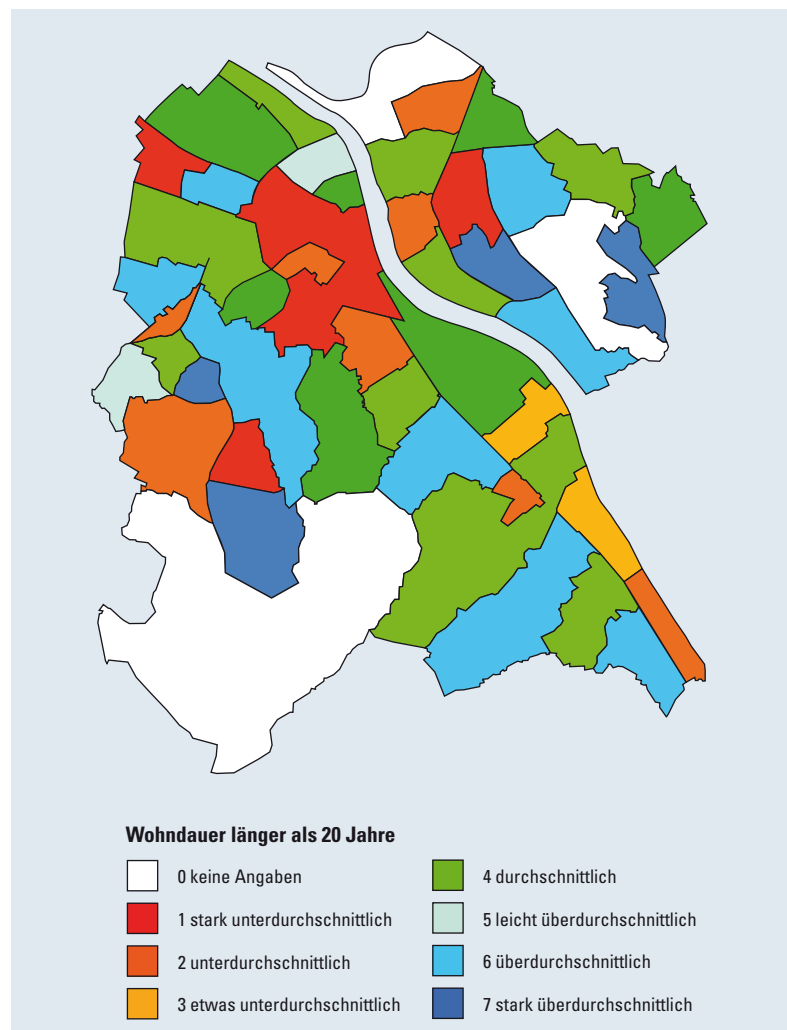 Wohndauer länger als 20 Jahre
0 keine Angaben
1 stark unterdurchschnittlich
2 unterdurchschnittlich
3 etwas unterdurchschnittlich
4 durchschnittlich
5 leicht überdurchschnittlich
6 überdurchschnittlich
7 stark überdurchschnittlich